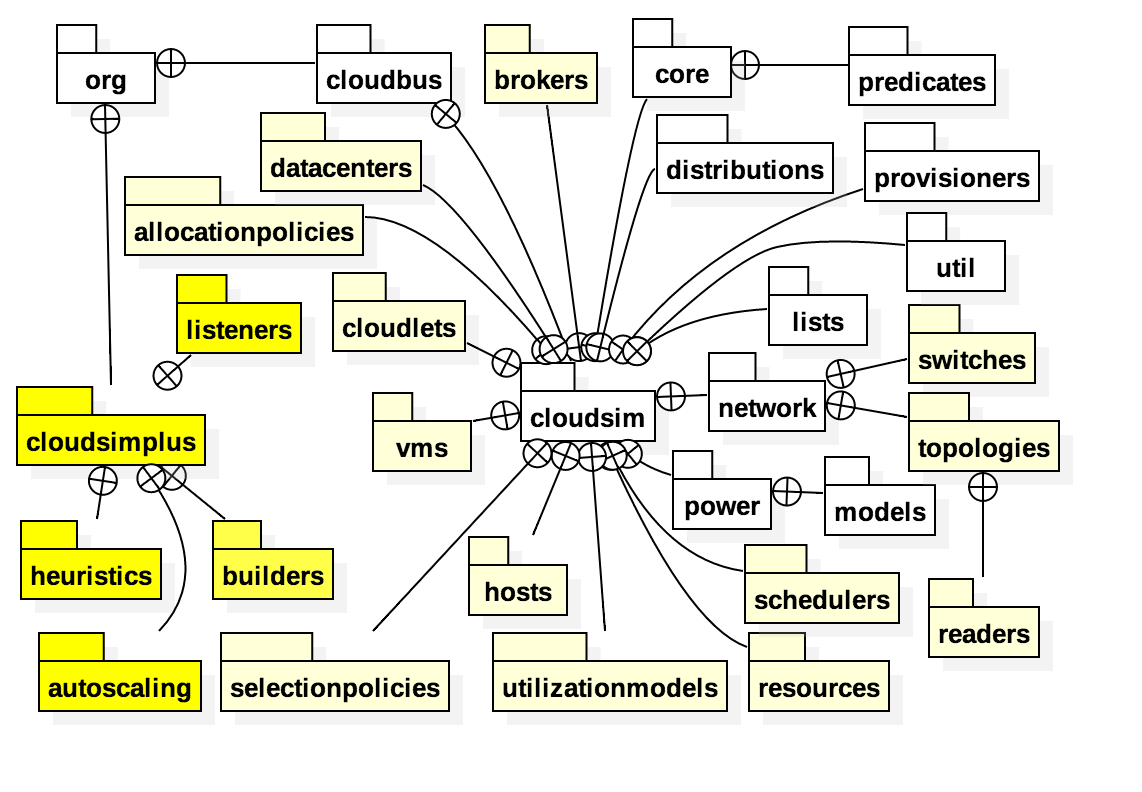 org
cloudbus
brokers
core
predicates
datacenters
distributions
provisioners
allocationpolicies
util
listeners
cloudlets
lists
switches
cloudsimplus
vms
cloudsim
network
topologies
power
models
heuristics
builders
hosts
schedulers
readers
autoscaling
selectionpolicies
utilizationmodels
resources